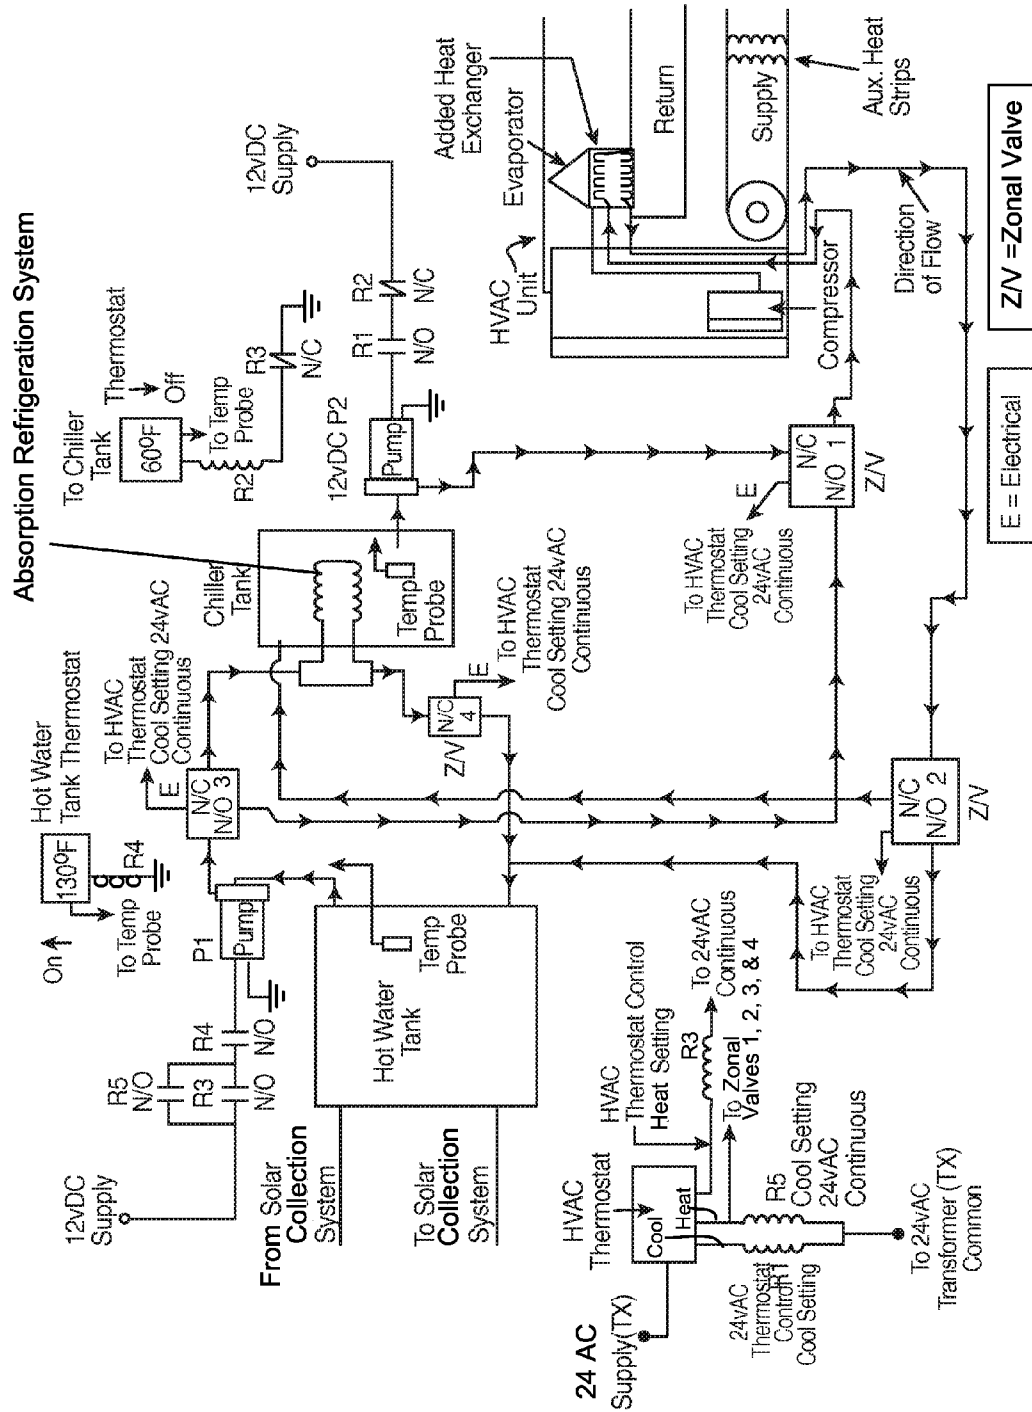 Absorption Refrigeration System
12vDC
Supply
R5
N/O
R3
N/O
R4
N/O
P1
Pump
On
130ºF
R4
To Temp
Probe
Hot Water
Tank Thermostat
To HVAC
Thermostat
Cool Setting 24vAC
Continuous
E
N/C
N/O 3
Chiller
Tank
Temp
Probe
To Chiller
Tank
60ºF
Thermostat
Off
To Temp
Probe
R2
R3
N/C
12vDC
Supply
12vDC P2
Pump
R1
N/O
R2
N/C
From Solar
Collection
System
To Solar
Collection
System
Hot Water
Tank
Temp
Probe
Z/V
N/C
4
E
To HVAC
Thermostat
Cool Setting 24vAC
Continuous
To HVAC
Thermostat
Cool Setting
24vAC
Continuous
E
N/C
N/O 1
Z/V
HVAC
Unit
Evaporator
Added Heat
Exchanger
Return
Supply
Aux. Heat
Strips
Compressor
Direction
of Flow
24 AC
Supply(TX)
HVAC
Thermostat
Cool
Heat
HVAC
Thermostat Control
Heat Setting
R3
To 24vAC
Continuous
To Zonal
Valves 1, 2, 3, & 4
24vAC
Thermostat
Control
Cool Setting
R1
R5
Cool Setting
24vAC
Continuous
To 24vAC
Transformer (TX)
Common
To HVAC
Thermostat
Cool Setting
24vAC
Continuous
N/C
N/O 2
Z/V
E = Electrical
Z/V =Zonal Valve